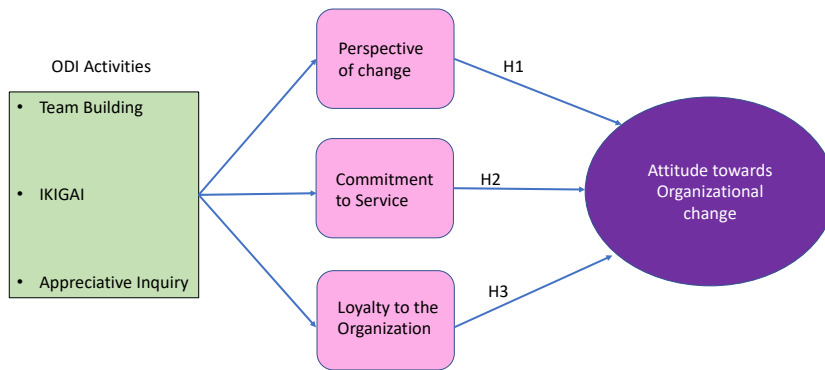 ODI Activities
• Team Building
• IKIGAI
• Appreciative Inquiry
Perspective
of change
Commitment
to Service
Loyalty to the
Organization
H1
H2
H3
Attitude towards
Organizational
change